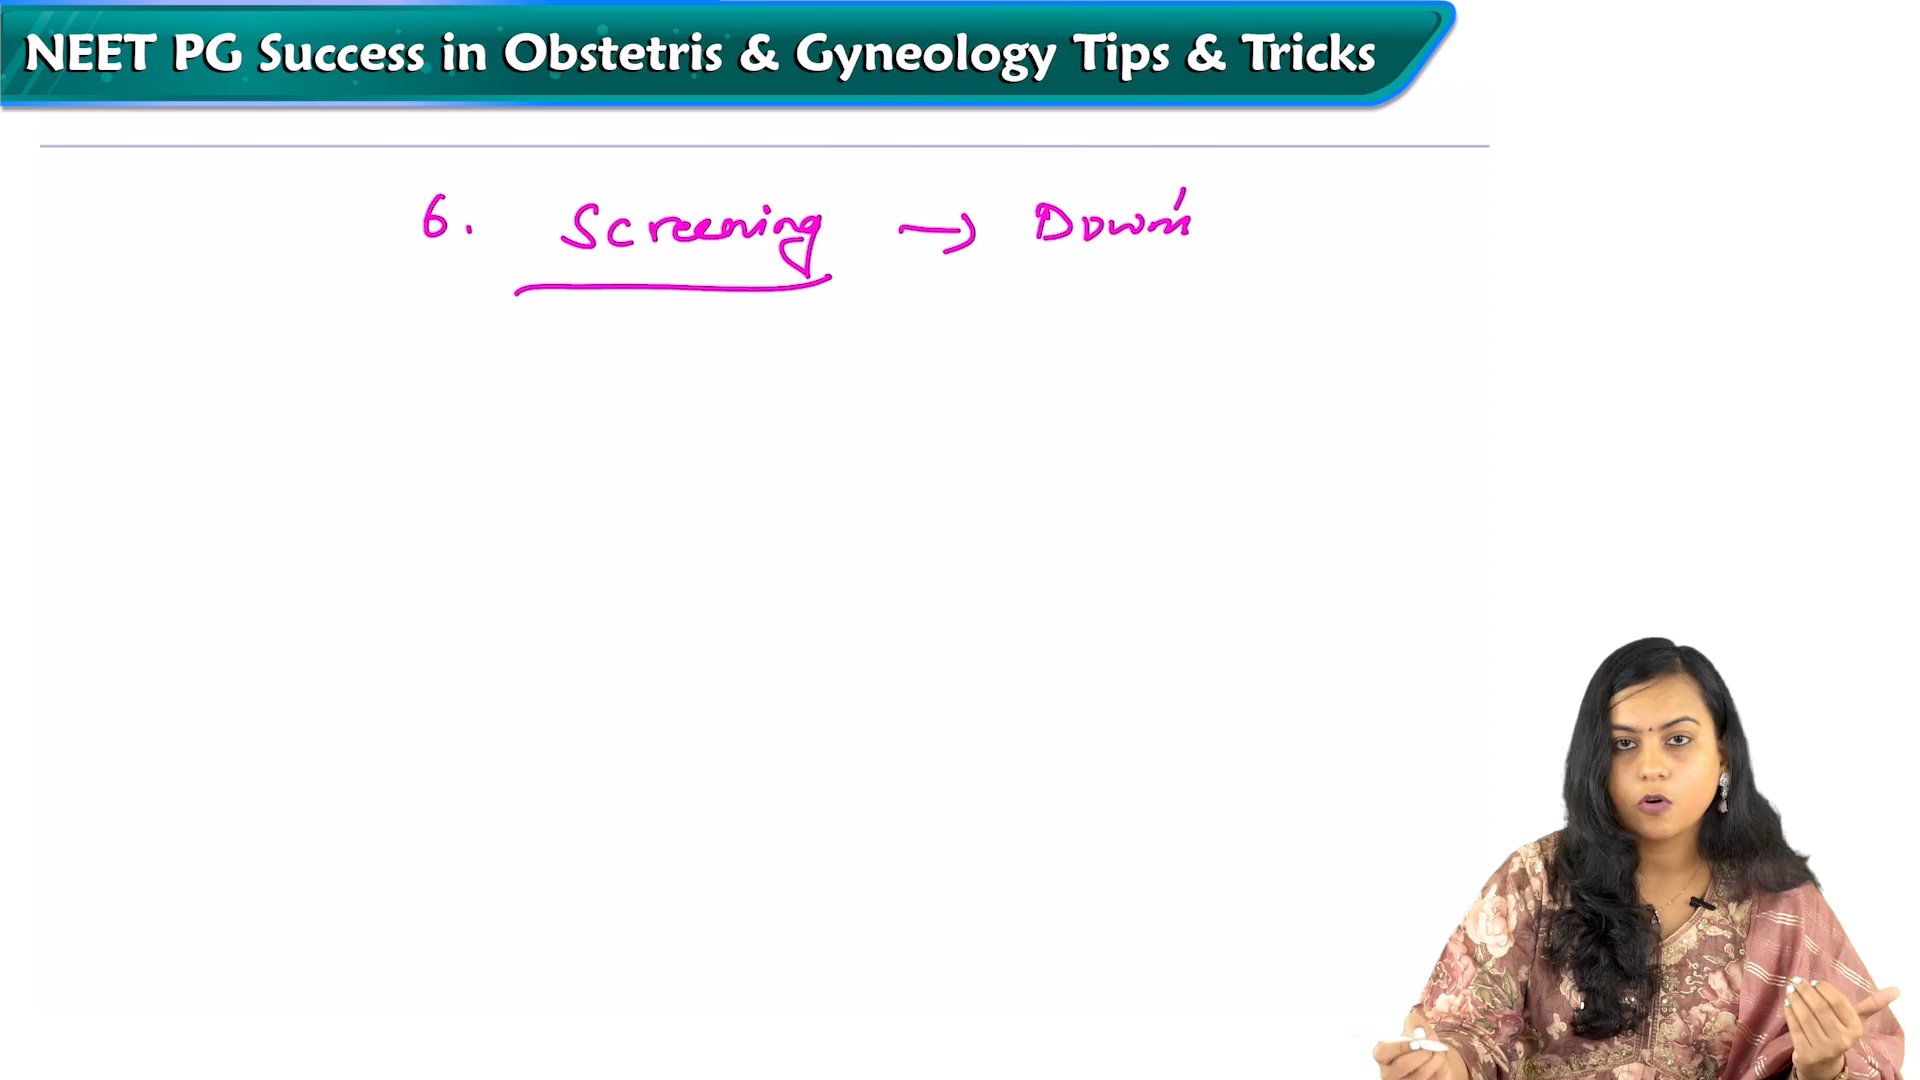 NEET PG Success in Obstetris & Gyneology Tips & Tricks
6. Screening → Down's